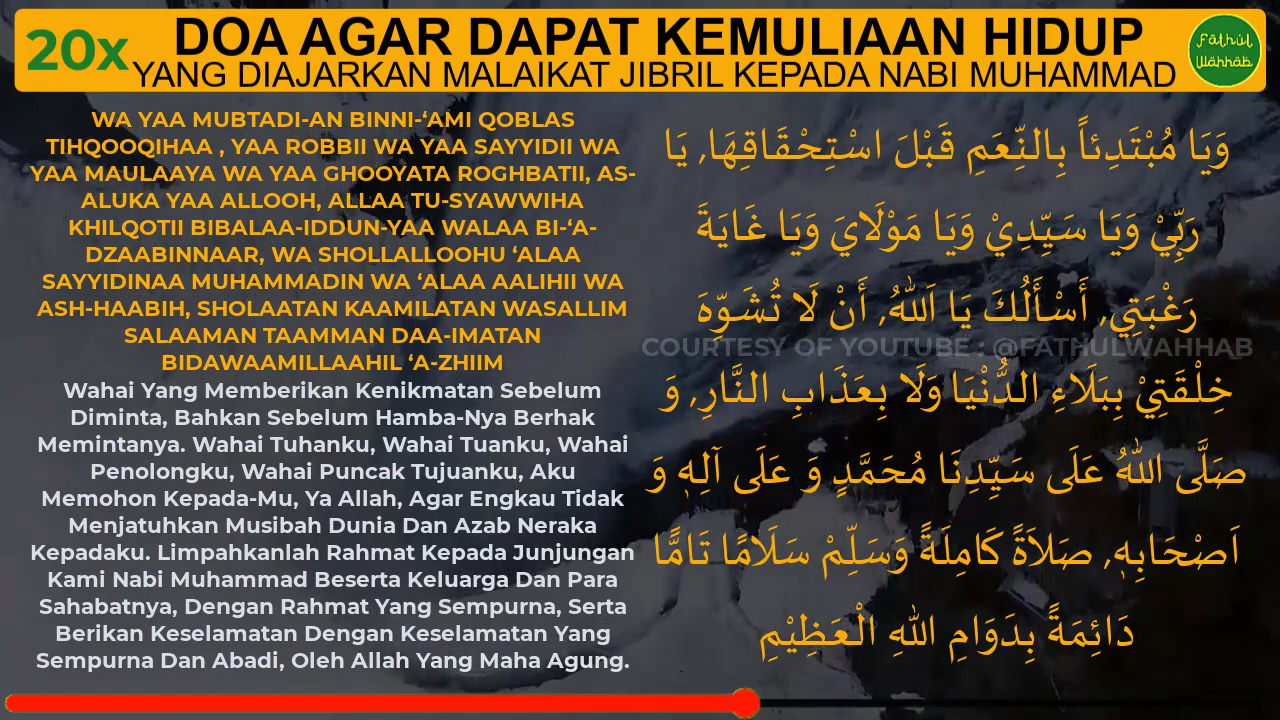 20x
DOA AGAR DAPAT KEMULIAAN HIDUP
YANG DIAJARKAN MALAIKAT JIBRIL KEPADA NABI MUHAMMAD
Fathul
Wahhab
WA YAA MUBTADI-AN BINNI-‘AMI QOBLAS
TIHQOOQIHAA , YAA ROBBII WA YAA SAYYIDII WA
YAA MAULAAYA WA YAA GHOOYATA ROGHBATII, AS-
ALUKA YAA ALLOOH, ALLAA TU-SYAWWIHA
KHILQOTII BIBALAA-IDDUN-YAA WALAA BI-‘A-
DZAABINNAAR, WA SHOLLALLOOHU ‘ALAA
SAYYIDINAA MUHAMMADIN WA ‘ALAA AALIHII WA
ASH-HAABIH, SHOLAATAN KAAMILATAN WASALLIM
SALAAMAN TAAMMAN DAA-IMATAN
BIDAWAAMILLAAHIL ‘A-ZHIIM
Wahai Yang Memberikan Kenikmatan Sebelum
Diminta, Bahkan Sebelum Hamba-Nya Berhak
Memintanya. Wahai Tuhanku, Wahai Tuanku, Wahai
Penolongku, Wahai Puncak Tujuanku, Aku
Memohon Kepada-Mu, Ya Allah, Agar Engkau Tidak
Menjatuhkan Musibah Dunia Dan Azab Neraka
Kepadaku. Limpahkanlah Rahmat Kepada Junjungan
Kami Nabi Muhammad Beserta Keluarga Dan Para
Sahabatnya, Dengan Rahmat Yang Sempurna, Serta
Berikan Keselamatan Dengan Keselamatan Yang
Sempurna Dan Abadi, Oleh Allah Yang Maha Agung.
وَيَا مُبْتَدِئاً بِالنِّعَمِ قَبْلَ اسْتِحْقَاقِهَا, يَا
رَبِّيْ وَيَا سَيِّدِيْ وَيَا مَوْلَايَ وَيَا غَايَةَ
رَغْبَتِي, أَسْأَلُكَ يَا اَللهُ, أَنْ لَا تُشَوِّهَ
COURTESY OF YOUTUBE : @FATHULWAHHAB
خِلْقَتِيْ بِبَلَاءِ الدُّنْيَا وَلَا بِعَذَابِ النَّارِ, وَ
صَلَّى اللهُ عَلَى سَيِّدِنَا مُحَمَّدٍ وَ عَلَى آلِهٖ وَ
اَصْحَابِهٖ, صَلاَةً كَامِلَةً وَسَلِّمْ سَلَامًا تَامًّا
دَائِمَةً بِدَوَامِ اللهِ الْعَظِيْمِ